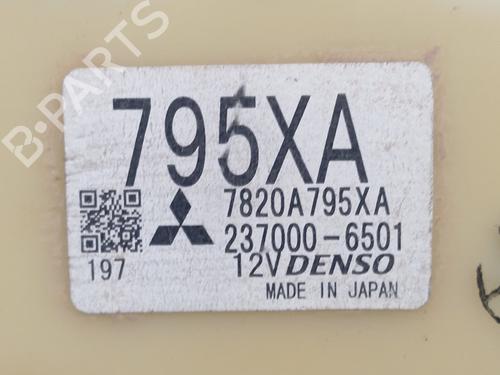 795XA
7820A795XA
237000-6501
197
12V DENSO
MADE IN JAPAN
B-PARTS